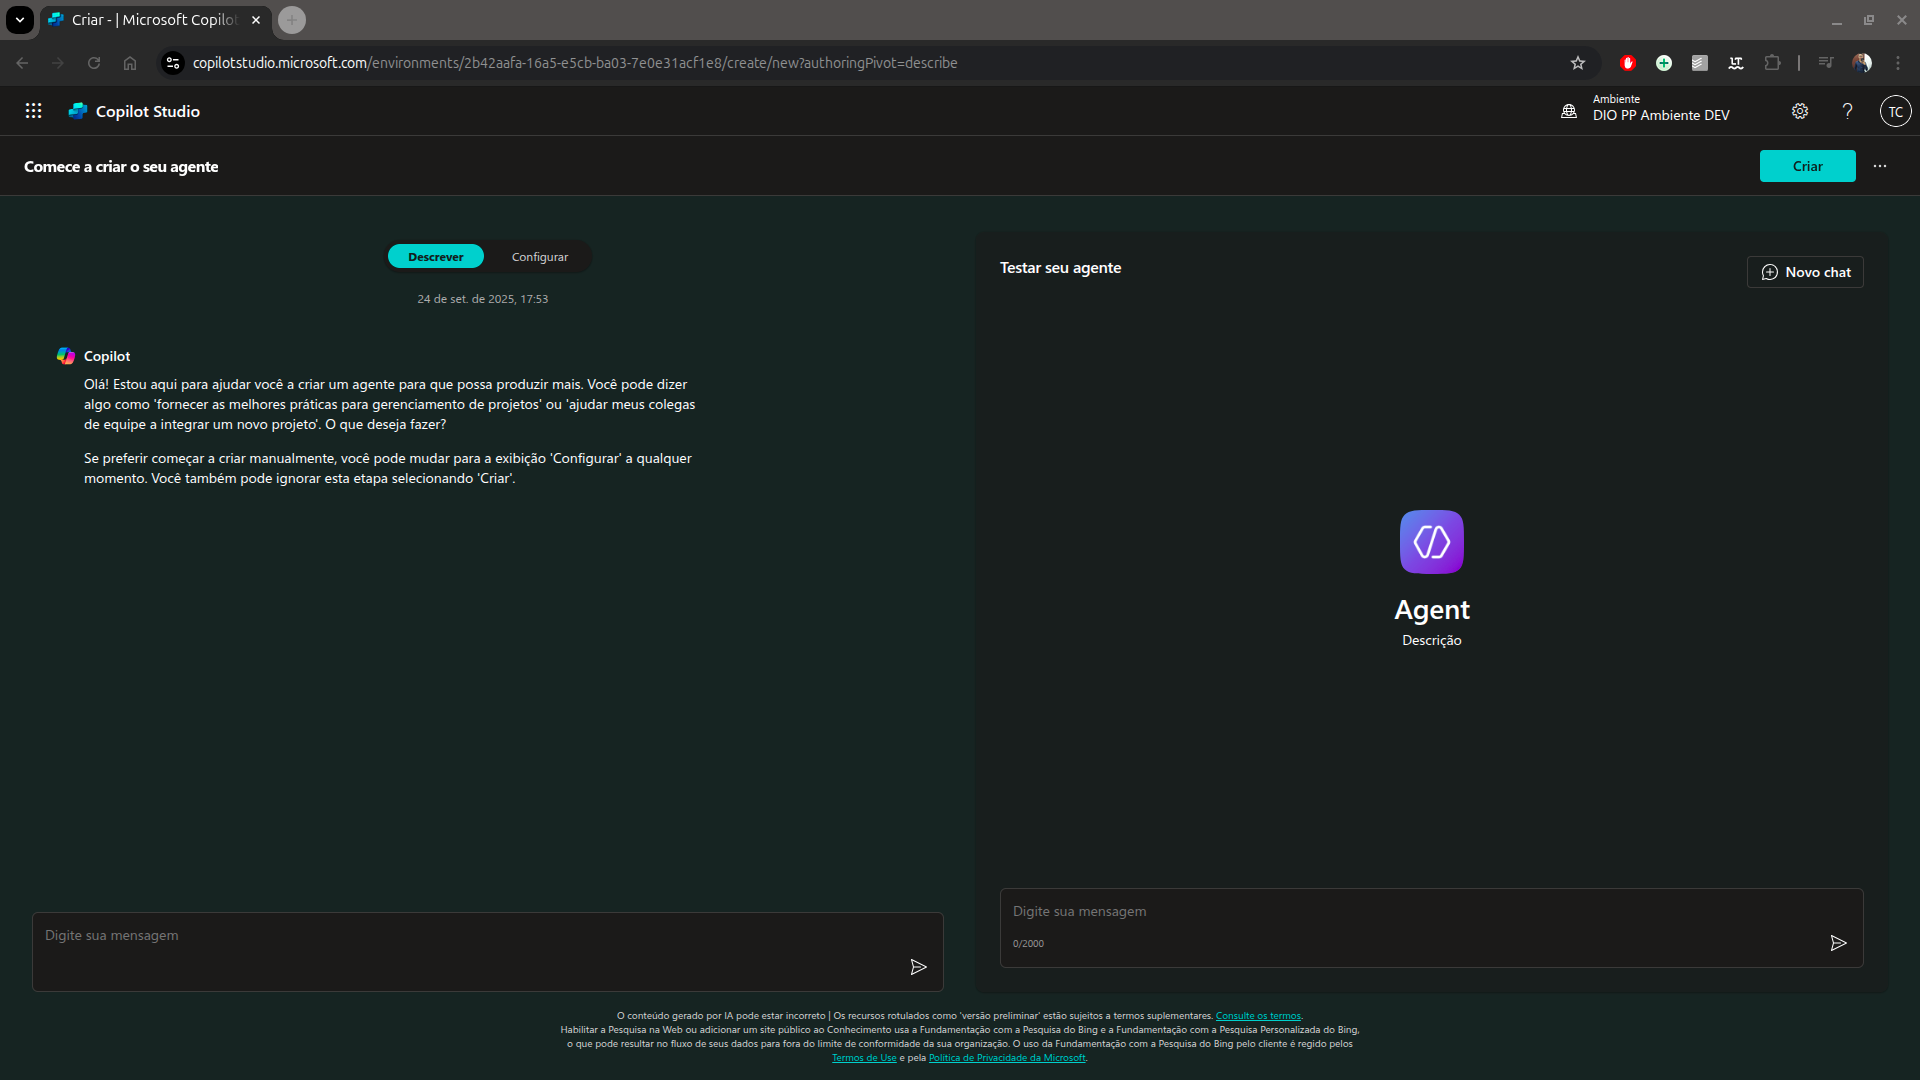 Criar - | Microsoft Copilot
copilotstudio.microsoft.com/environments/2b42aafa-16a5-e5cb-ba03-7e0e31acf1e8/create/new?authoringPivot=describe
Copilot Studio
Ambiente
DIO PP Ambiente DEV
TC
Comece a criar o seu agente
Criar
Descrever
Configurar
24 de set. de 2025, 17:53
Copilot
Olá! Estou aqui para ajudar você a criar um agente para que possa produzir mais. Você pode dizer
algo como 'fornecer as melhores práticas para gerenciamento de projetos' ou 'ajudar meus colegas
de equipe a integrar um novo projeto'. O que deseja fazer?
Se preferir começar a criar manualmente, você pode mudar para a exibição 'Configurar' a qualquer
momento. Você também pode ignorar esta etapa selecionando 'Criar'.
Digite sua mensagem
Testar seu agente
Novo chat
Agent
Descrição
Digite sua mensagem
0/2000
O conteúdo gerado por IA pode estar incorreto | Os recursos rotulados como 'versão preliminar' estão sujeitos a termos suplementares. Consulte os termos.
Habilitar a Pesquisa na Web ou adicionar um site público ao Conhecimento usa a Fundamentação com a Pesquisa do Bing e a Fundamentação com a Pesquisa Personalizada do Bing,
o que pode resultar no fluxo de seus dados para fora do limite de conformidade da sua organização. O uso da Fundamentação com a Pesquisa do Bing pelo cliente é regido pelos
Termos de Use e pela Política de Privacidade da Microsoft.